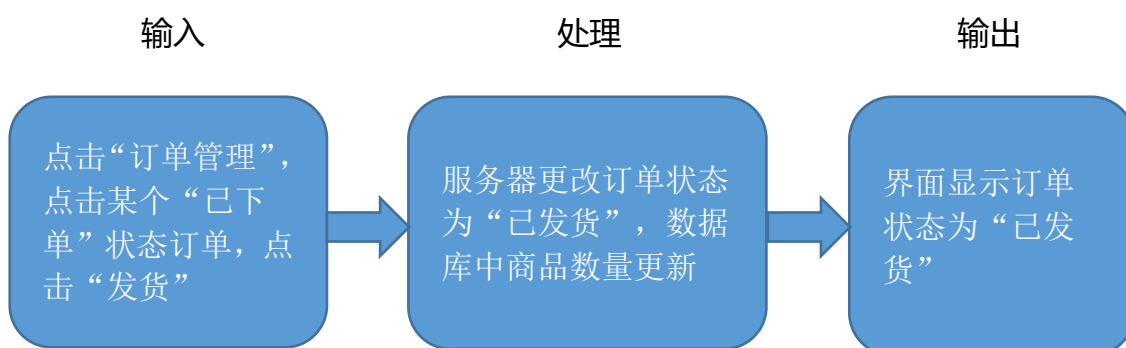 输入
处理
输出
点击“订单管理”，
点击某个“已下
单”状态订单，点
击“发货”
服务器更改订单状态
为“已发货”，数据
库中商品数量更新
界面显示订单
状态为“已发
货”